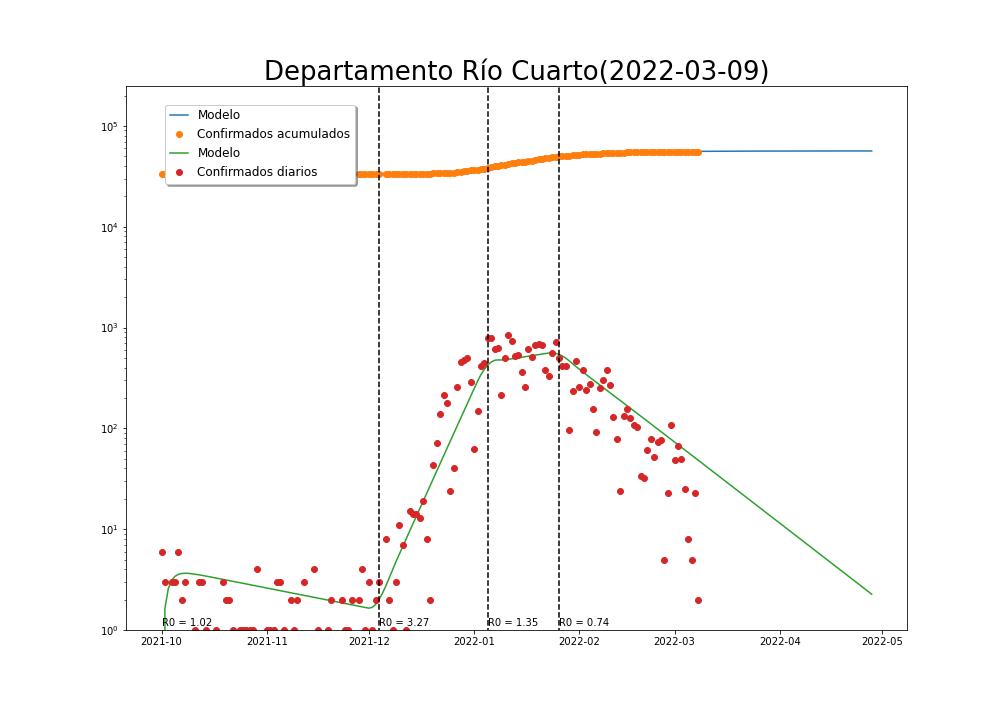 Departamento Río Cuarto(2022-03-09)
Modelo
Confirmados acumulados
Modelo
Confirmados diarios
10⁵
10⁴
10³
10²
10¹
10⁰
R0 = 1.02
R0 = 3.27
R0 = 1.35
R0 = 0.74
2021-10
2021-11
2021-12
2022-01
2022-02
2022-03
2022-04
2022-05